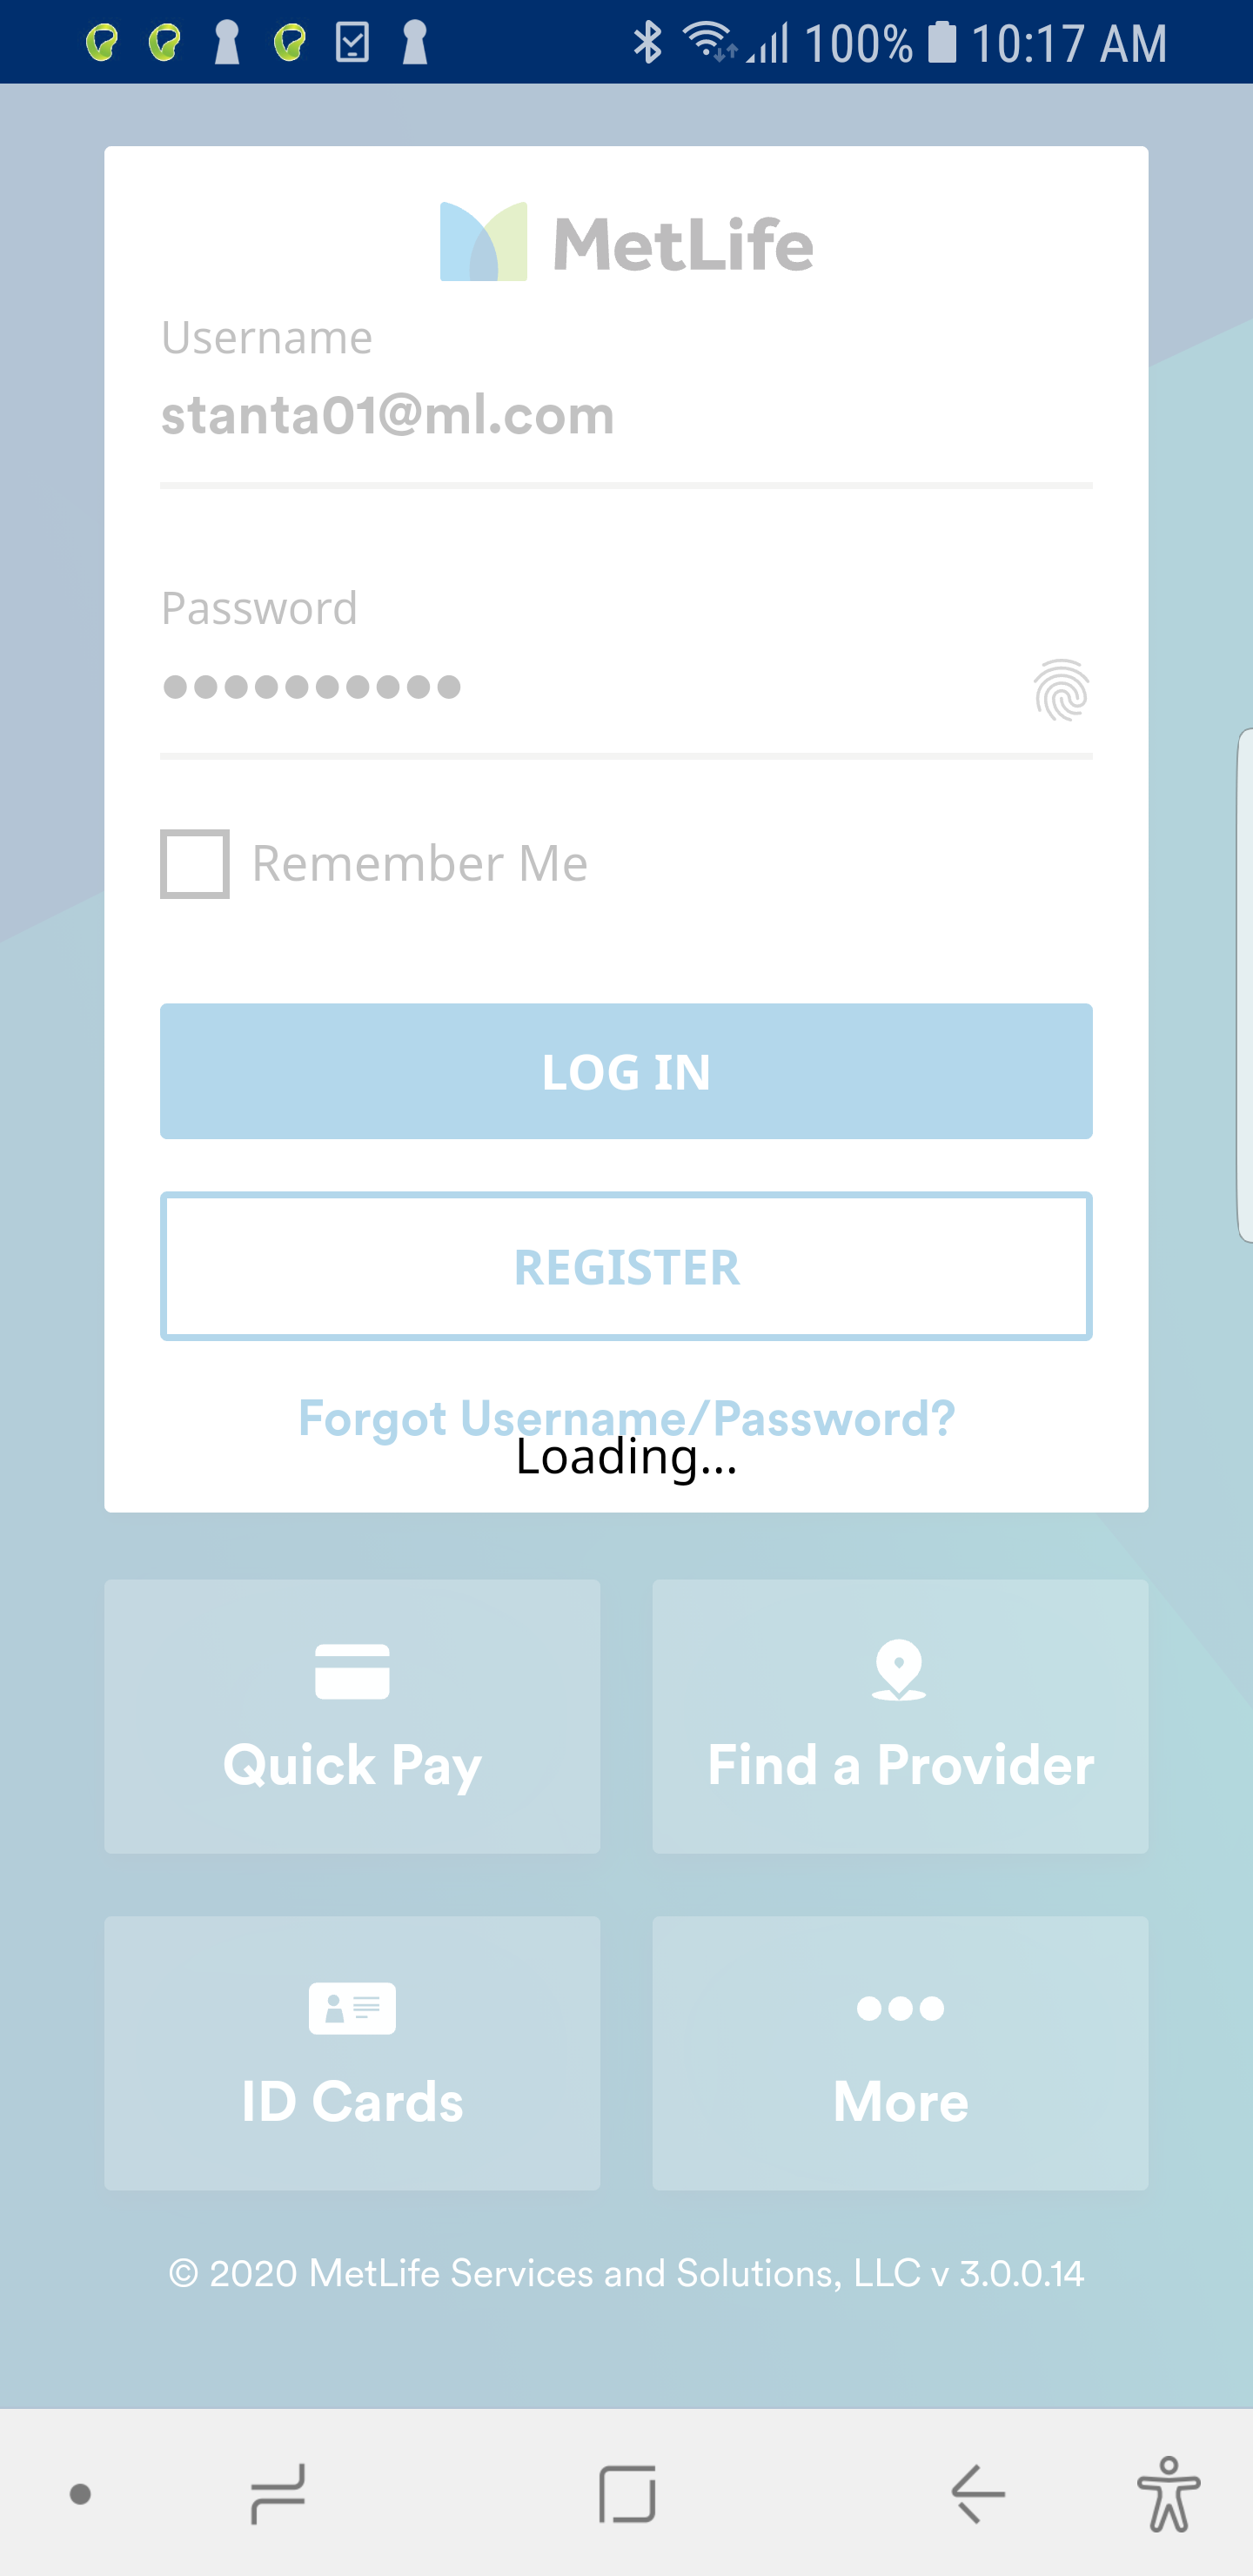 100% 10:17 AM
MetLife
Username
stanta01@ml.com
Password
••••••••••
Remember Me
LOG IN
REGISTER
Forgot Username/Password?
Loading...
Quick Pay
Find a Provider
ID Cards
More
© 2020 MetLife Services and Solutions, LLC v 3.0.0.14